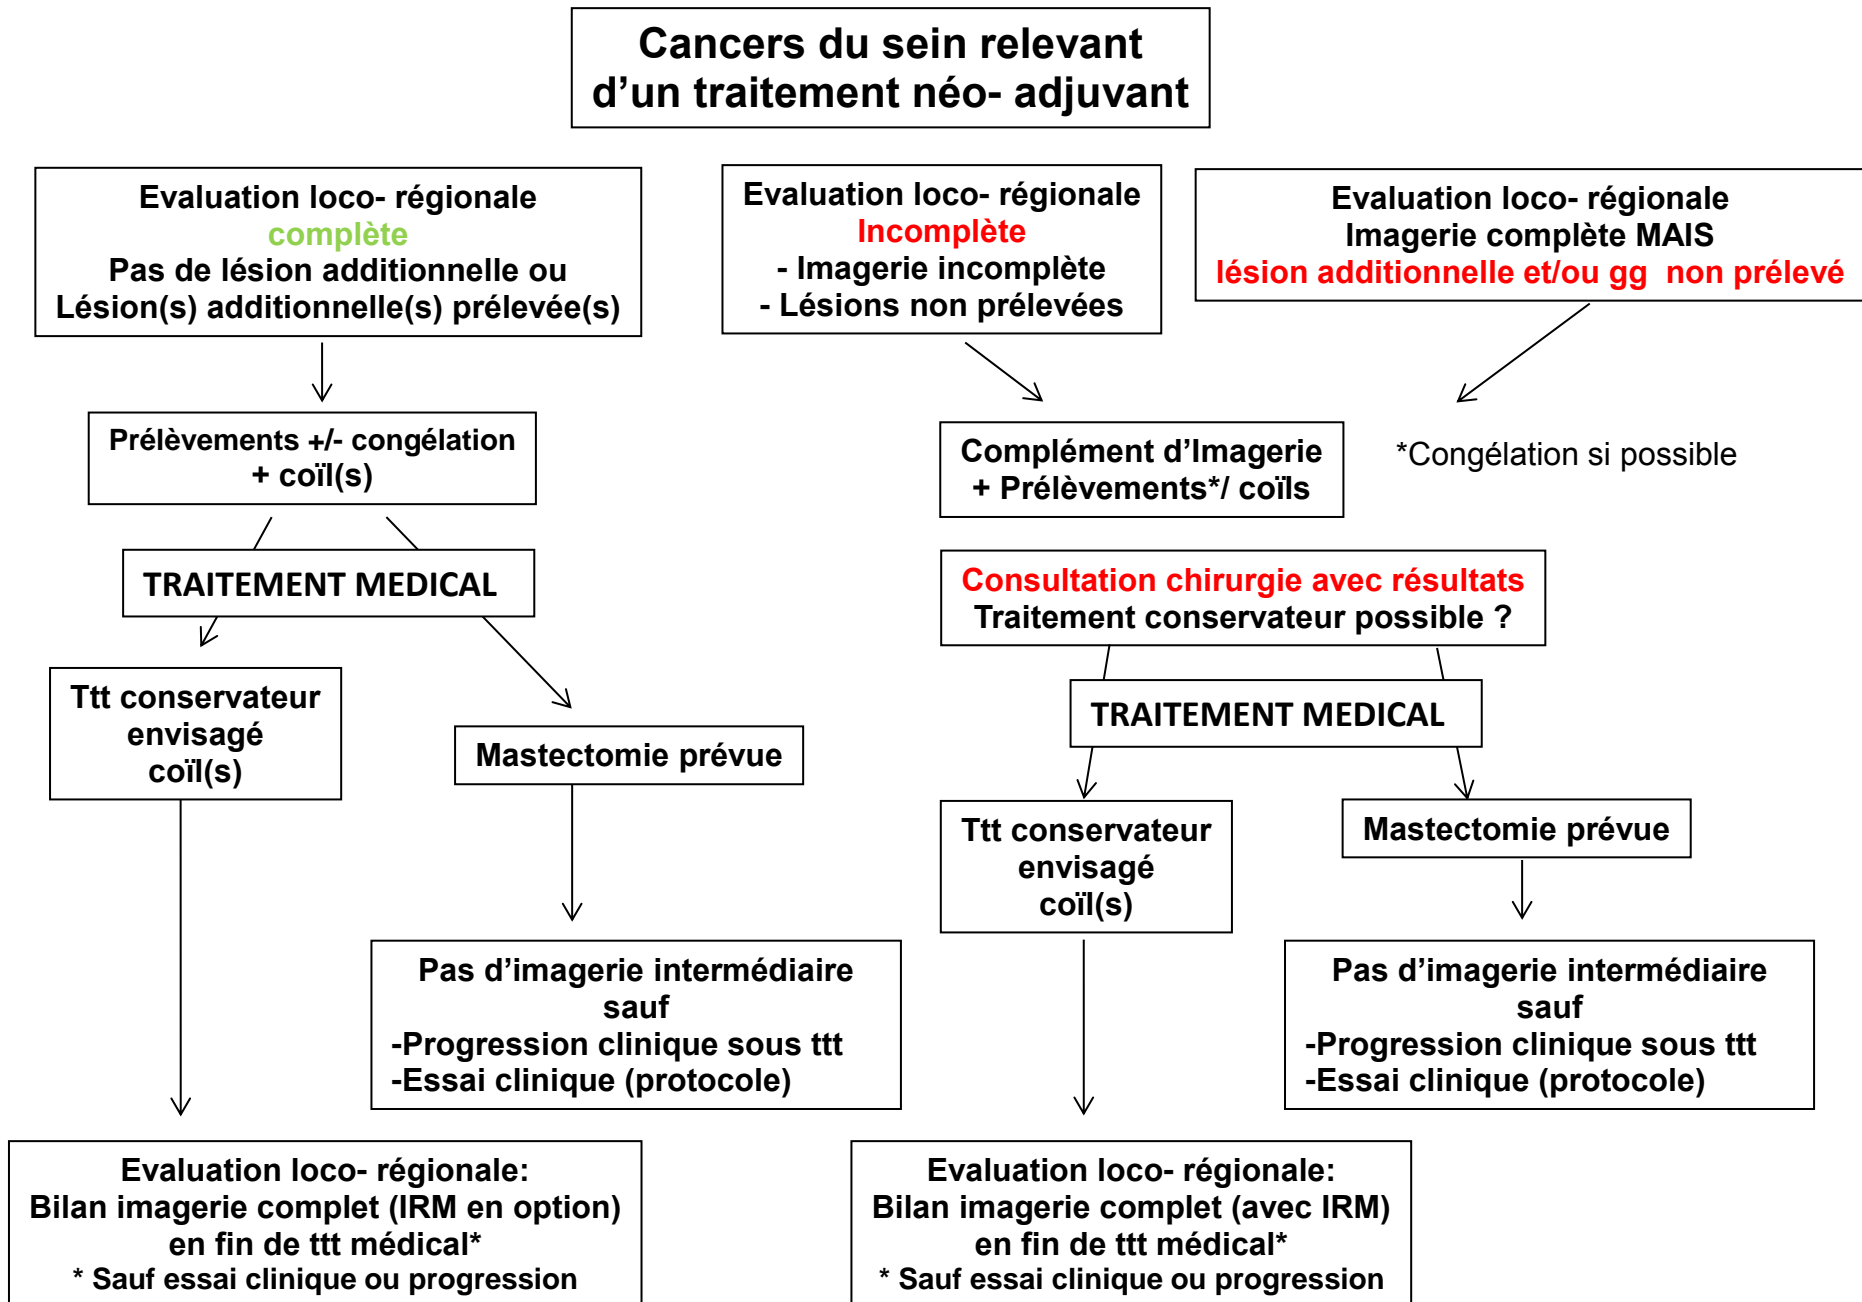 Cancers du sein relevant
d'un traitement néo- adjuvant
Evaluation loco- régionale
complète
Pas de lésion additionnelle ou
Lésion(s) additionnelle(s) prélevée(s)
Evaluation loco- régionale
Incomplète
- Imagerie incomplète
- Lésions non prélevées
Evaluation loco- régionale
Imagerie complète MAIS
lésion additionnelle et/ou gg  non prélevé
Prélèvements +/- congélation
+ coïl(s)
Complément d'Imagerie
+ Prélèvements*/ coïls
*Congélation si possible
TRAITEMENT MEDICAL
Consultation chirurgie avec résultats
Traitement conservateur possible ?
Ttt conservateur
envisagé
coïl(s)
Mastectomie prévue
TRAITEMENT MEDICAL
Ttt conservateur
envisagé
coïl(s)
Mastectomie prévue
Pas d'imagerie intermédiaire
sauf
-Progression clinique sous ttt
-Essai clinique (protocole)
Pas d'imagerie intermédiaire
sauf
-Progression clinique sous ttt
-Essai clinique (protocole)
Evaluation loco- régionale:
Bilan imagerie complet (IRM en option)
en fin de ttt médical*
* Sauf essai clinique ou progression
Evaluation loco- régionale:
Bilan imagerie complet (avec IRM)
en fin de ttt médical*
* Sauf essai clinique ou progression